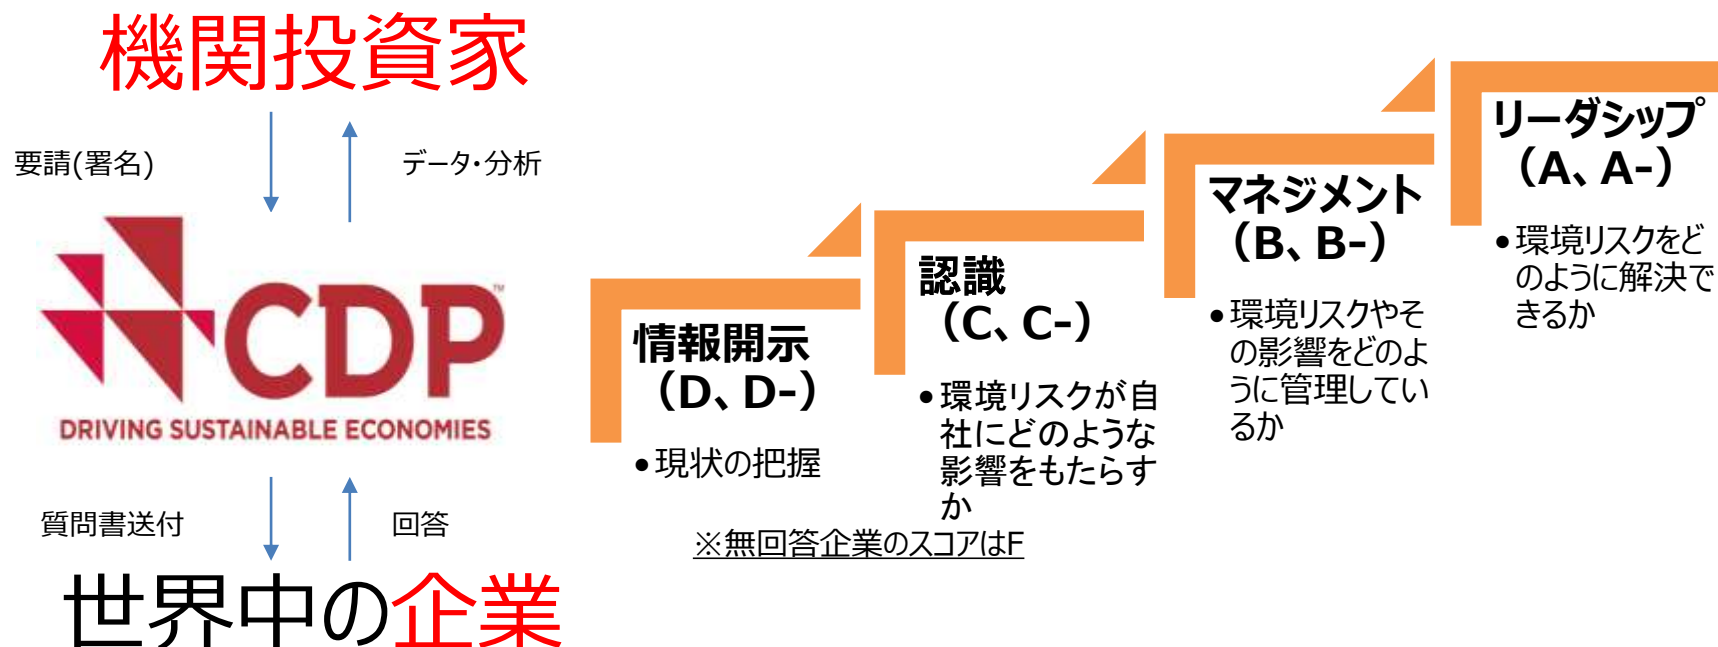 機関投資家
要請(署名)
データ・分析
CDP
™
DRIVING SUSTAINABLE ECONOMIES
質問書送付
回答
世界中の企業
情報開示
（D、D-）
•現状の把握
認識
（C、C-）
•環境リスクが自
社にどのような
影響をもたらす
か
マネジメント
（B、B-）
•環境リスクやそ
の影響をどのよ
うに管理してい
るか
リーダシップ
（A、A-）
•環境リスクをど
のように解決で
きるか
※無回答企業のスコアはF